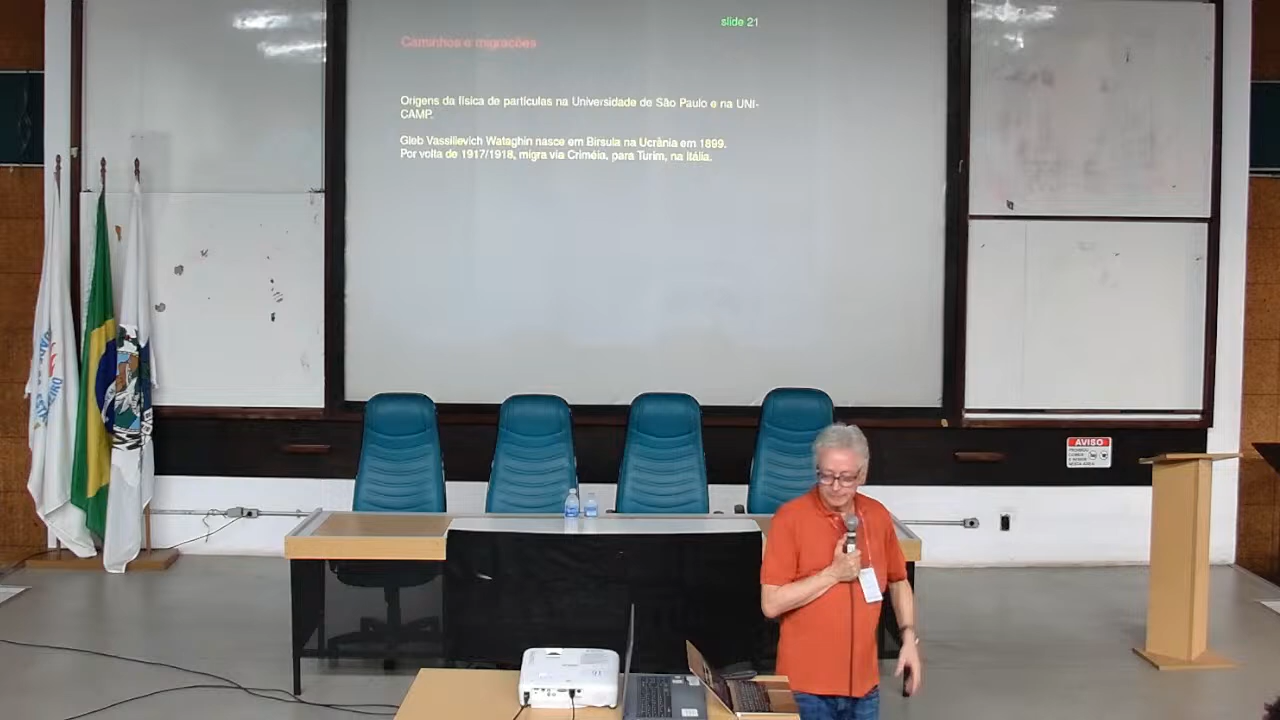 slide 21
Caminhos e migrações
Origens da física de partículas na Universidade de São Paulo e na UNI-
CAMP.
Gleb Vassilievich Wataghin nasce em Birsula na Ucrânia em 1899.
Por volta de 1917/1918, migra via Criméia, para Turim, na Itália.
AVISO